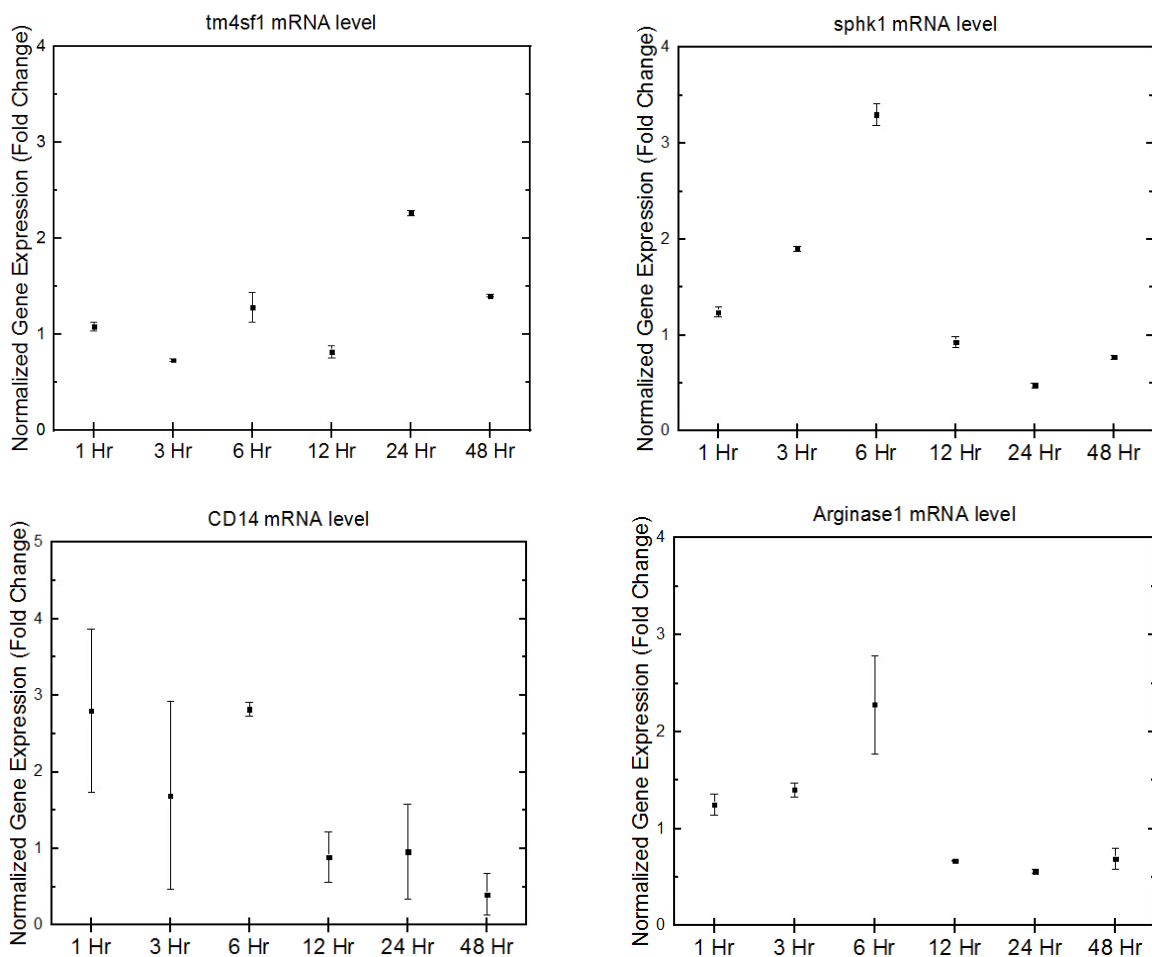 tm4sf1 mRNA level
Normalized Gene Expression (Fold Change)
4
3
2
1
0
1 Hr 3 Hr 6 Hr 12 Hr 24 Hr 48 Hr
sphk1 mRNA level
Normalized Gene Expression (Fold Change)
4
3
2
1
0
1 Hr 3 Hr 6 Hr 12 Hr 24 Hr 48 Hr
CD14 mRNA level
Normalized Gene Expression (Fold Change)
5
4
3
2
1
0
1 Hr 3 Hr 6 Hr 12 Hr 24 Hr 48 Hr
Arginase1 mRNA level
Normalized Gene Expression (Fold Change)
4
3
2
1
0
1 Hr 3 Hr 6 Hr 12 Hr 24 Hr 48 Hr